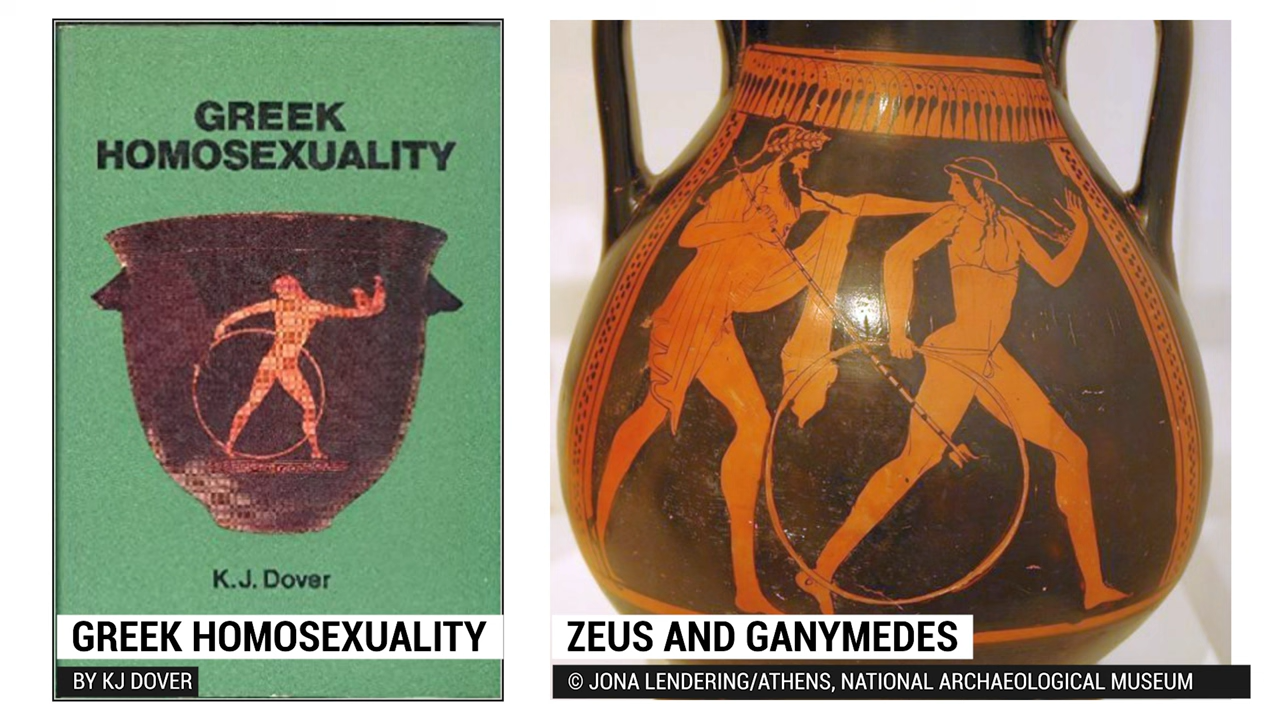 GREEK
HOMOSEXUALITY
K.J. Dover
GREEK HOMOSEXUALITY
BY KJ DOVER
ZEUS AND GANYMEDES
© JONA LENDERING/ATHENS, NATIONAL ARCHAEOLOGICAL MUSEUM